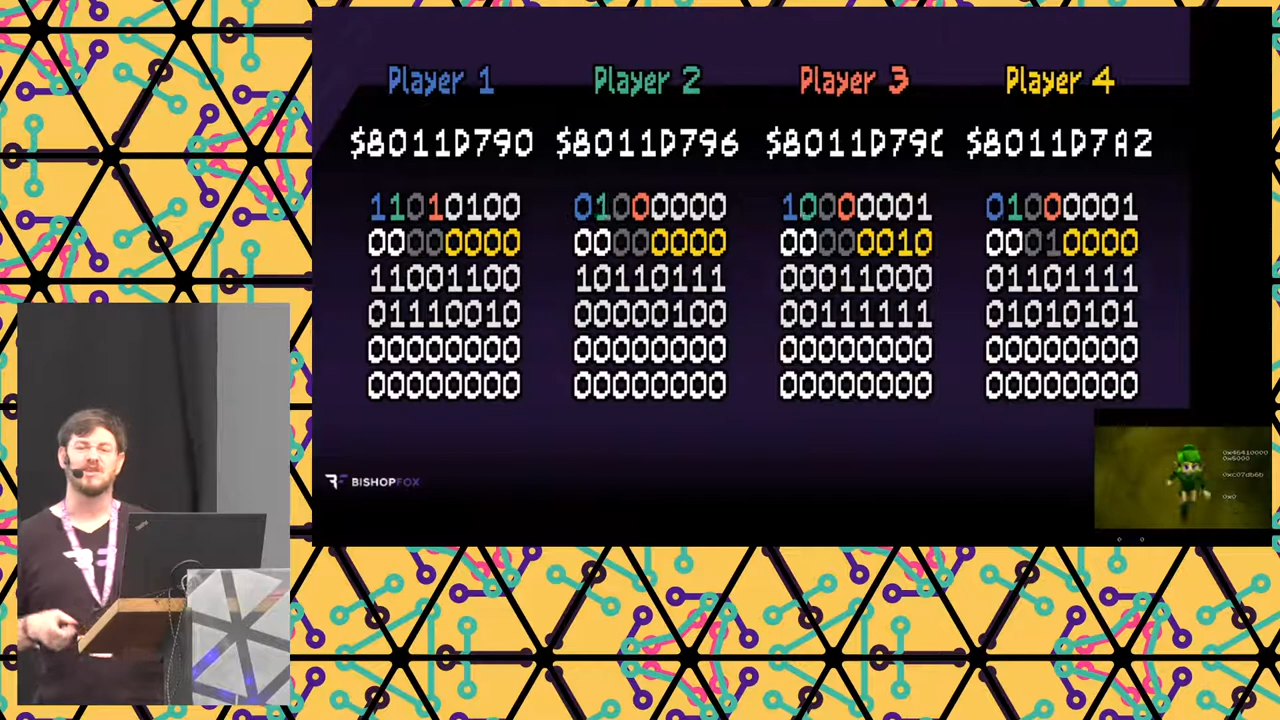 Player 1 Player 2 Player 3 Player 4
$8011D790 $8011D796 $8011D79C $8011D7A2
11010100 01000000 10000001 01000001
00000000 00000000 00000010 00010000
11001100 10110111 00011000 01101111
01110010 00000100 00111111 01010101
00000000 00000000 00000000 00000000
00000000 00000000 00000000 00000000
BISHOPFOX